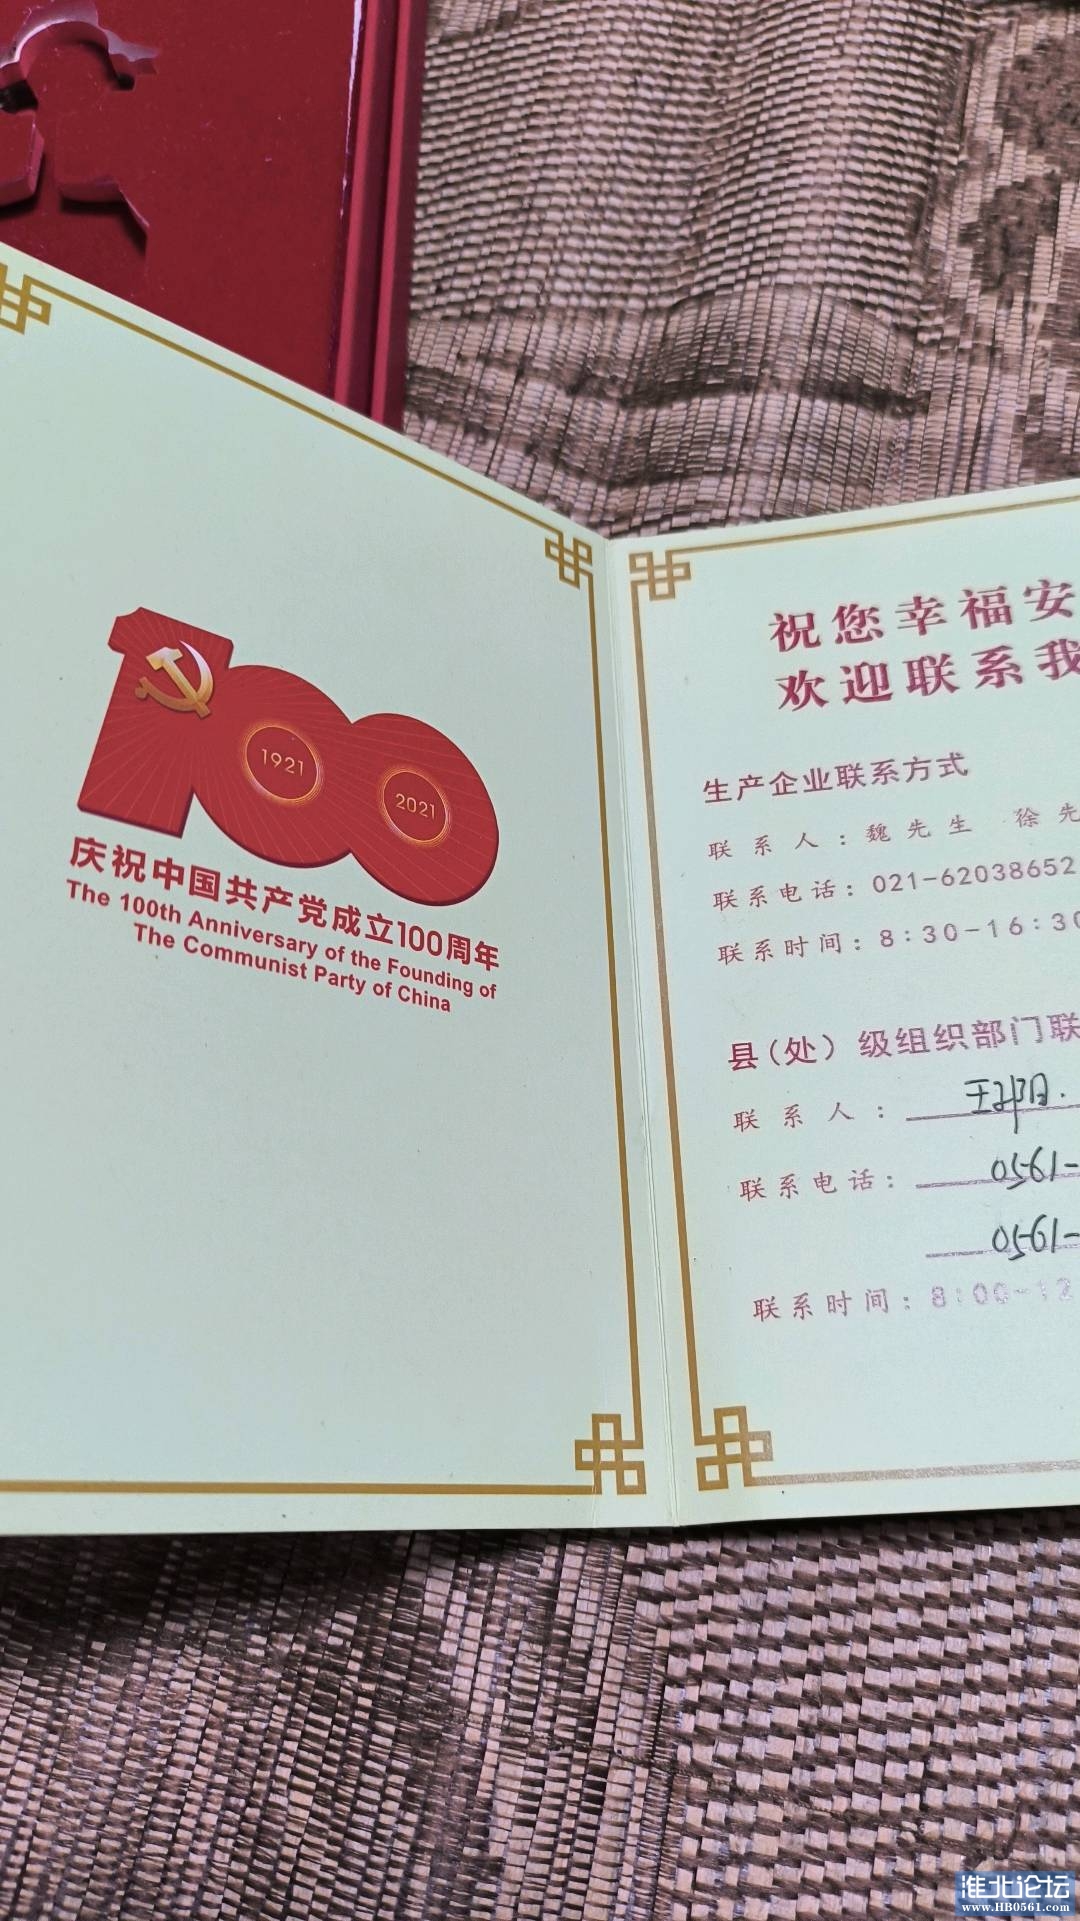 1921
2021
庆祝中国共产党成立100周年
The 100th Anniversary of the Founding of
The Communist Party of China
祝您幸福安
欢迎联系我
生产企业联系方式
联系人：魏先生 徐先
联系电话：021-62038652
联系时间：8:30-16:30
县（处）级组织部门联
联系人：王祁月.
联系电话：0561-
0561-
联系时间：8:00-12
淮北论坛
www.HB0561.com